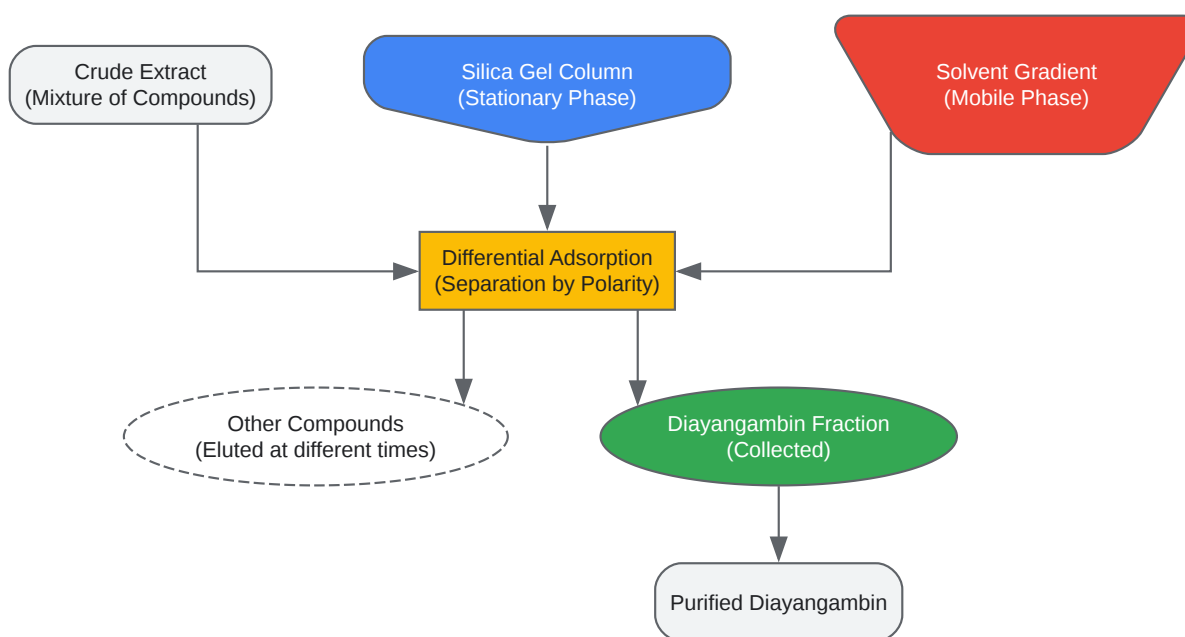 Crude Extract
(Mixture of Compounds)
Silica Gel Column
(Stationary Phase)
Solvent Gradient
(Mobile Phase)
Differential Adsorption
(Separation by Polarity)
Other Compounds
(Eluted at different times)
Diayangambin Fraction
(Collected)
Purified Diayangambin